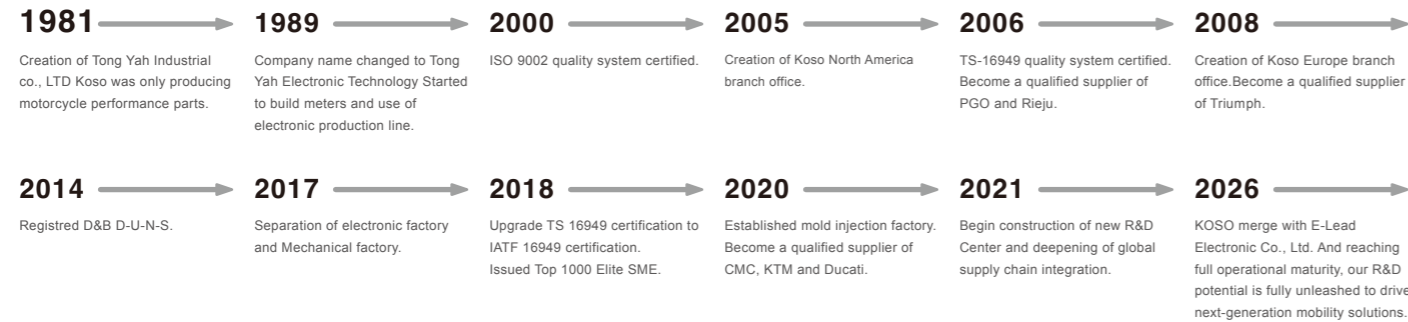 1981
Creation of Tong Yah Industrial
co., LTD Koso was only producing
motorcycle performance parts.
1989
Company name changed to Tong
Yah Electronic Technology Started
to build meters and use of
electronic production line.
2000
ISO 9002 quality system certified.
2005
Creation of Koso North America
branch office.
2006
TS-16949 quality system certified.
Become a qualified supplier of
PGO and Rieju.
2008
Creation of Koso Europe branch
office.Become a qualified supplier
of Triumph.
2014
Registred D&B D-U-N-S.
2017
Separation of electronic factory
and Mechanical factory.
2018
Upgrade TS 16949 certification to
IATF 16949 certification.
Issued Top 1000 Elite SME.
2020
Established mold injection factory.
Become a qualified supplier of
CMC, KTM and Ducati.
2021
Begin construction of new R&D
Center and deepening of global
supply chain integration.
2026
KOSO merge with E-Lead
Electronic Co., Ltd. And reaching
full operational maturity, our R&D
potential is fully unleashed to drive
next-generation mobility solutions.